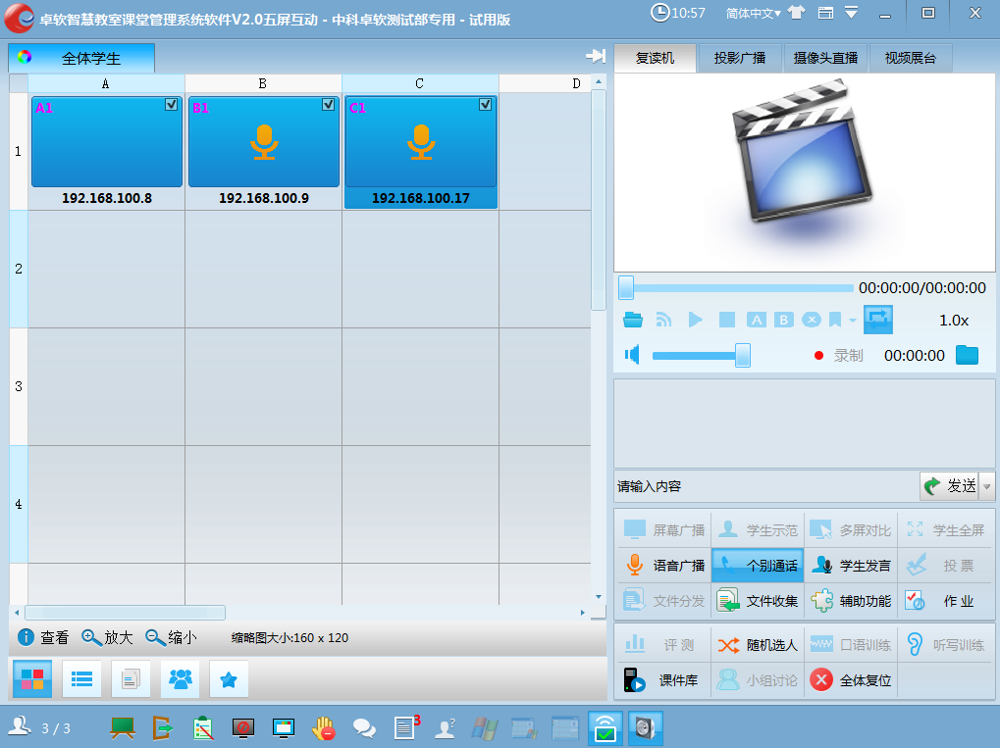 卓软智慧教室课堂管理系统软件V2.0五屏互动 - 中科卓软测试部专用 - 试用版
10:57
简体中文
全体学生
复读机 投影广播 摄像头直播 视频展台
A B C D
1
A1 B1 C1
192.168.100.8 192.168.100.9 192.168.100.17
2
3
4
00:00:00/00:00:00
A B
1.0x
录制 00:00:00
请输入内容
发送
屏幕广播 学生示范 多屏对比 学生全屏
语音广播 个别通话 学生发言 投 票
文件分发 文件收集 辅助功能 作 业
评 测 随机选人 口语训练 听写训练
课件库 小组讨论 全体复位
查看 放大 缩小 缩略图大小:160 x 120
3 / 3
3